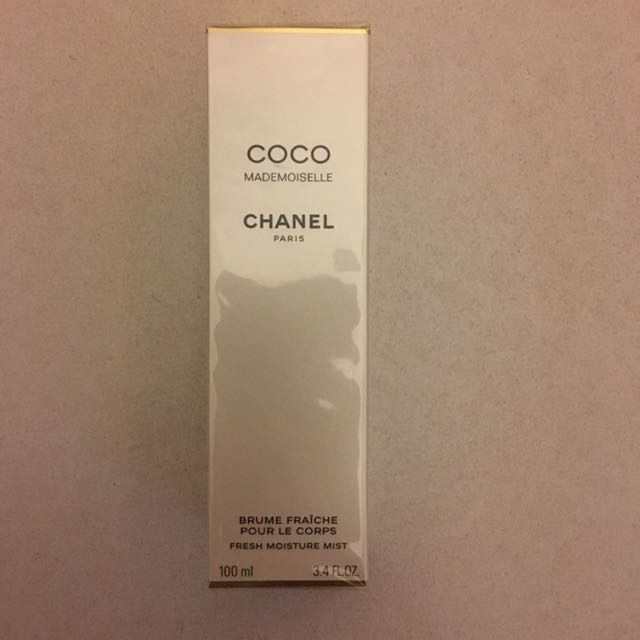 COCO
MADEMOISELLE
CHANEL
PARIS
BRUME FRAÎCHE
POUR LE CORPS
FRESH MOISTURE MIST
100 ml 3.4 FL.OZ.